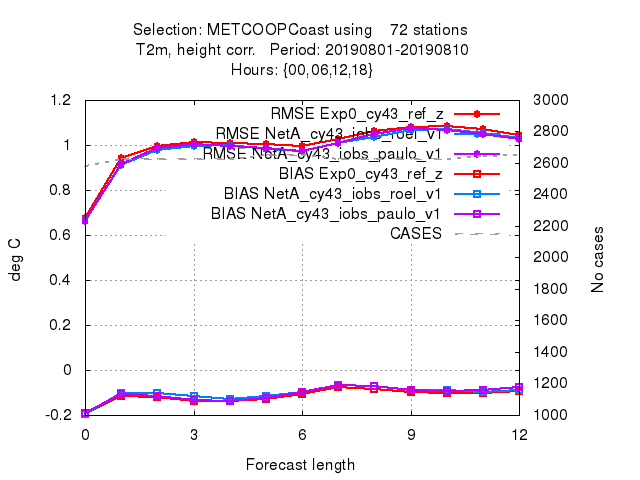 Selection: METCOOPCoast using 72 stations
T2m, height corr. Period: 20190801-20190810
Hours: {00,06,12,18}
RMSE Exp0_cy43_ref_z
RMSE NetA_cy43_iobs_roel_v1
RMSE NetA_cy43_iobs_paulo_v1
BIAS Exp0_cy43_ref_z
BIAS NetA_cy43_iobs_roel_v1
BIAS NetA_cy43_iobs_paulo_v1
CASES
1.2
1
0.8
0.6
0.4
0.2
0
-0.2
deg C
3000
2800
2600
2400
2200
2000
1800
1600
1400
1200
1000
No cases
0 3 6 9 12
Forecast length